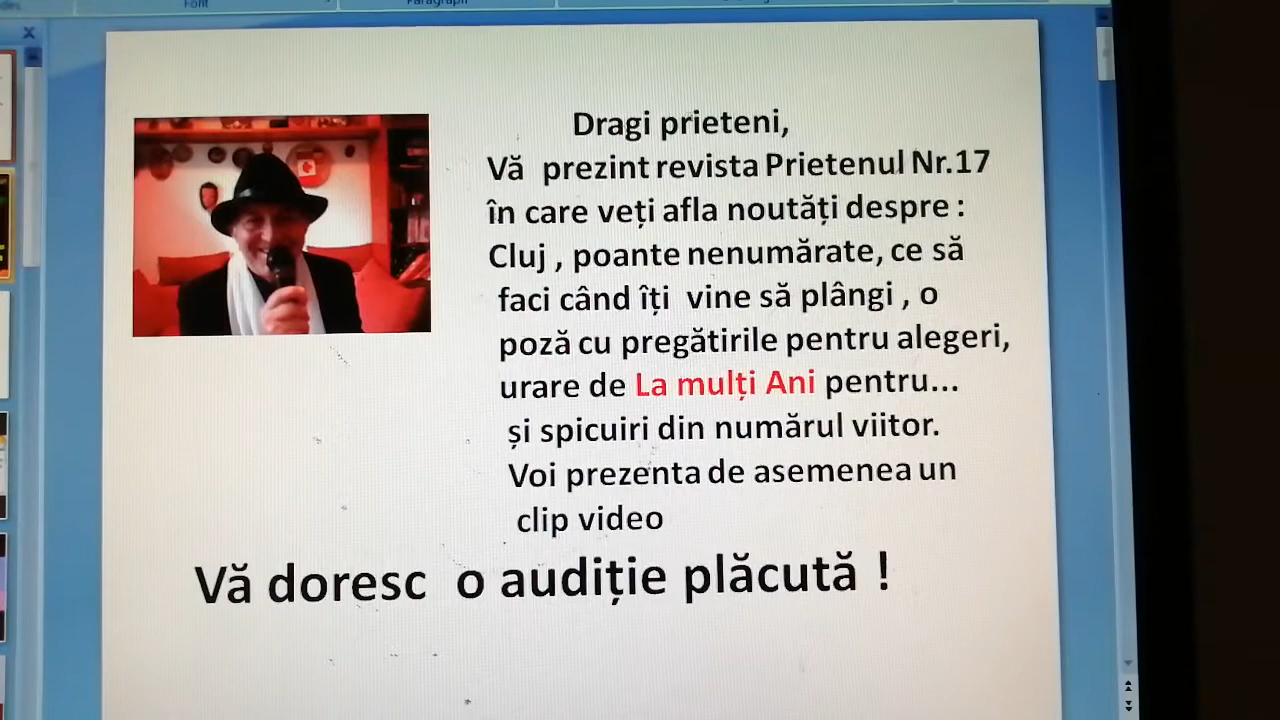 Font
Paragraph
Dragi prieteni,
Vă prezint revista Prietenul Nr.17
în care veți afla noutăți despre :
Cluj , poante nenumărate, ce să
faci când îți vine să plângi , o
poză cu pregătirile pentru alegeri,
urare de La mulți Ani pentru...
și spicuiri din numărul viitor.
Voi prezenta de asemenea un
clip video
Vă doresc o audiție plăcută !